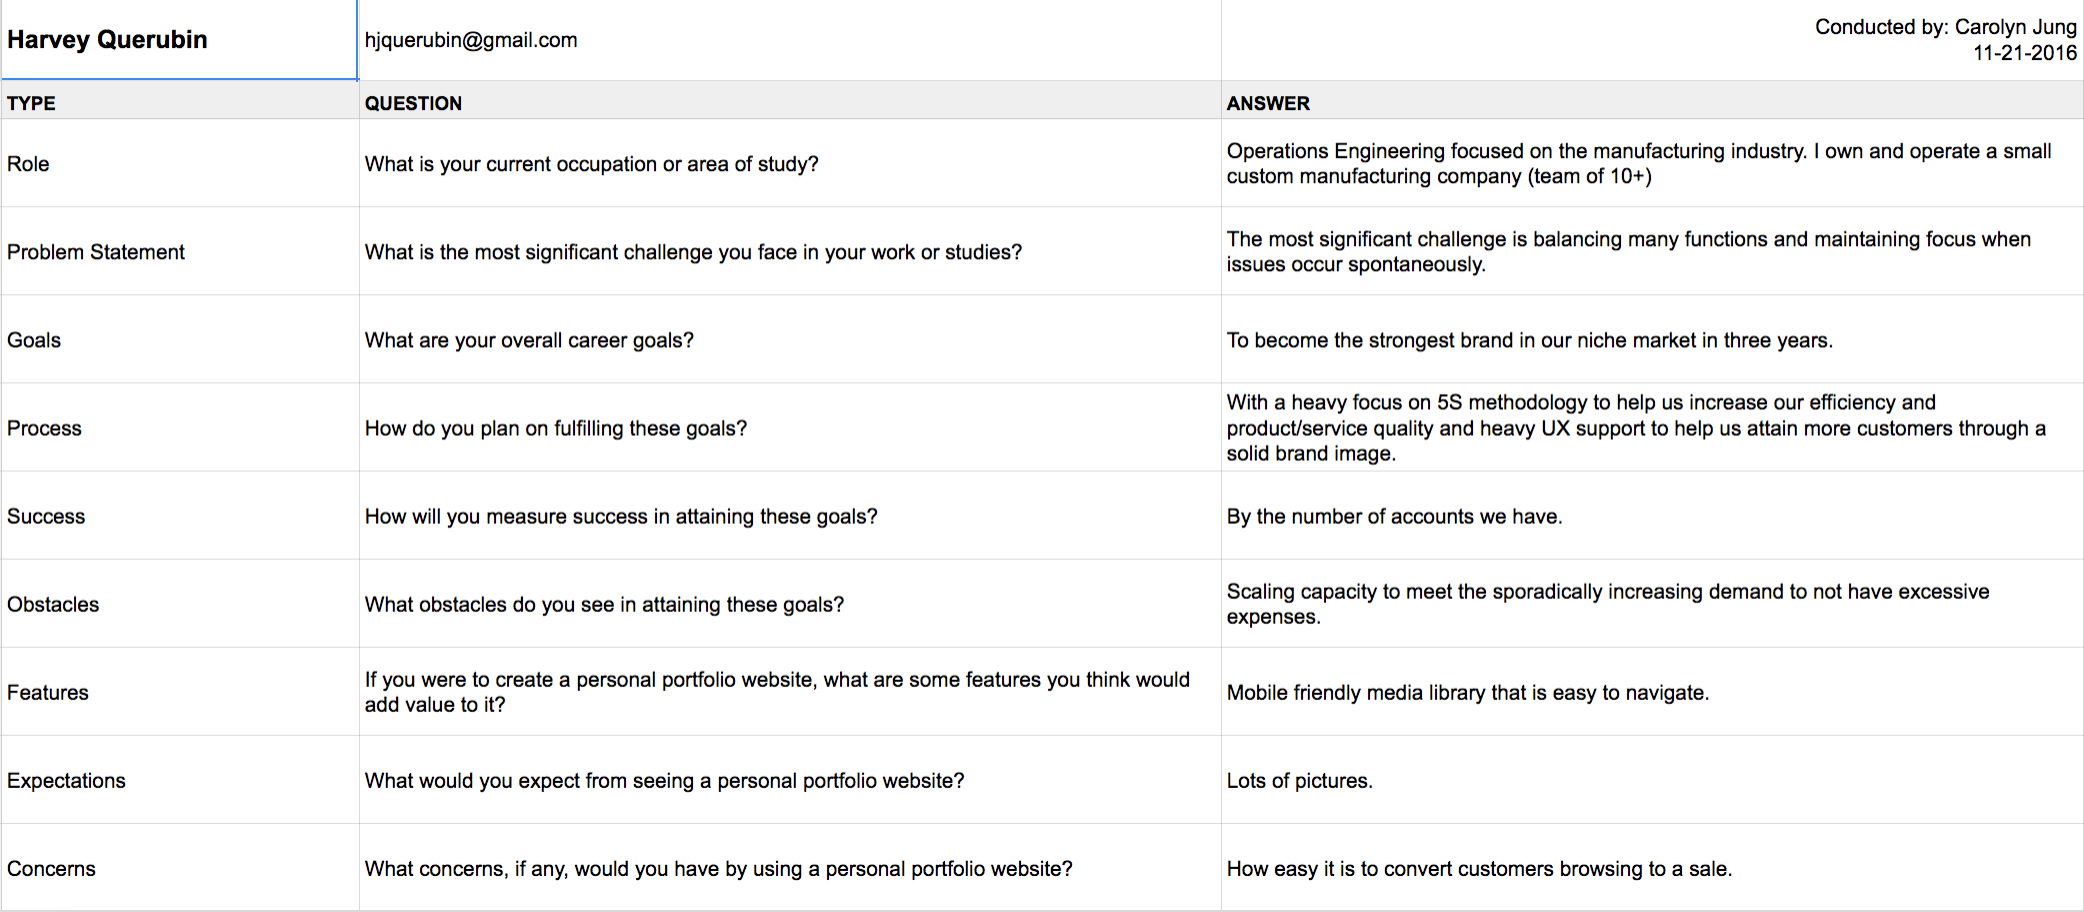 Harvey Querubin
hjquerubin@gmail.com
Conducted by: Carolyn Jung
11-21-2016
TYPE
QUESTION
ANSWER
Role
What is your current occupation or area of study?
Operations Engineering focused on the manufacturing industry. I own and operate a small
custom manufacturing company (team of 10+)
Problem Statement
What is the most significant challenge you face in your work or studies?
The most significant challenge is balancing many functions and maintaining focus when
issues occur spontaneously.
Goals
What are your overall career goals?
To become the strongest brand in our niche market in three years.
Process
How do you plan on fulfilling these goals?
With a heavy focus on 5S methodology to help us increase our efficiency and
product/service quality and heavy UX support to help us attain more customers through a
solid brand image.
Success
How will you measure success in attaining these goals?
By the number of accounts we have.
Obstacles
What obstacles do you see in attaining these goals?
Scaling capacity to meet the sporadically increasing demand to not have excessive
expenses.
Features
If you were to create a personal portfolio website, what are some features you think would
add value to it?
Mobile friendly media library that is easy to navigate.
Expectations
What would you expect from seeing a personal portfolio website?
Lots of pictures.
Concerns
What concerns, if any, would you have by using a personal portfolio website?
How easy it is to convert customers browsing to a sale.